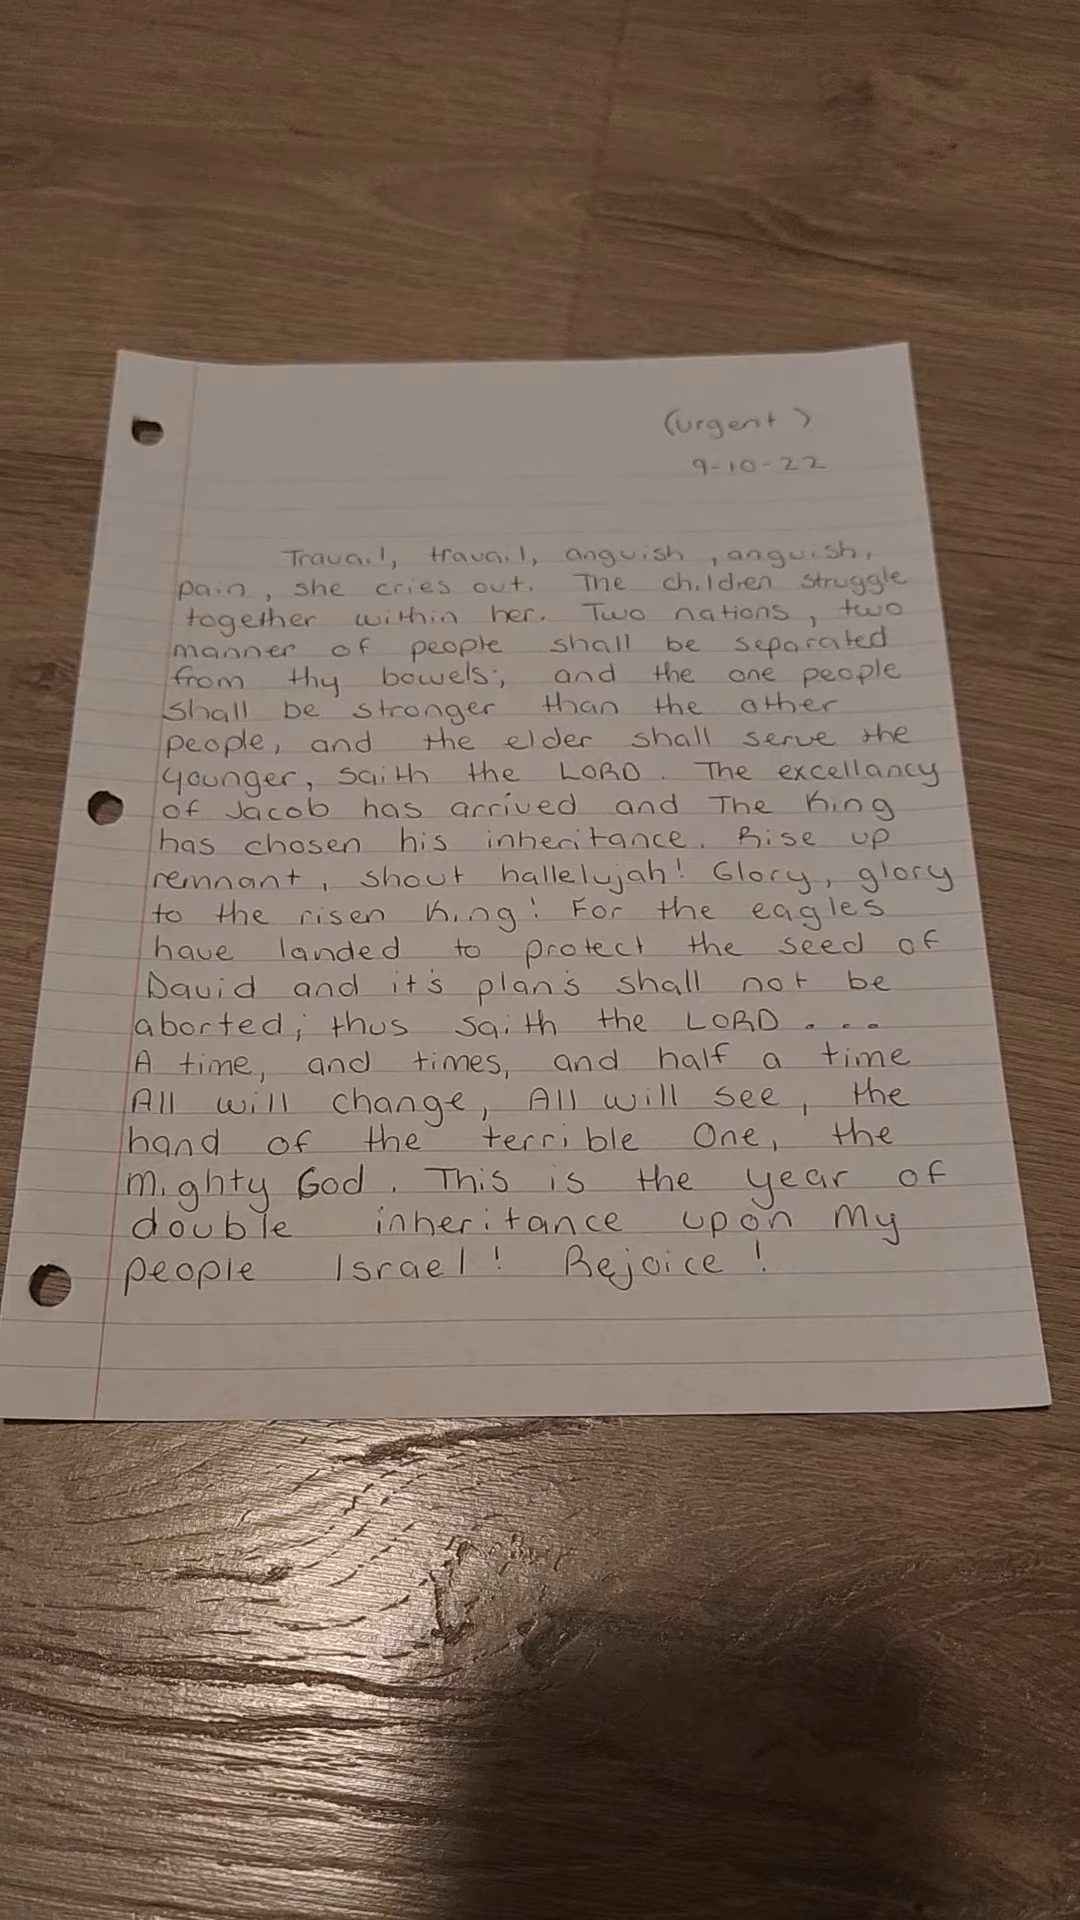 (urgent)
9-10-22
Travail, travail, anguish, anguish,
pain, she cries out. The children struggle
together within her. Two nations, two
manner of people shall be separated
from thy bowels; and the one people
shall be stronger than the other
people, and the elder shall serve the
younger, saith the LORD. The excellancy
of Jacob has arrived and The King
has chosen his inheritance. Rise up
remnant, shout hallelujah! Glory, glory
to the risen King! For the eagles
have landed to protect the seed of
David and it's plans shall not be
aborted; thus saith the LORD...
A time, and times, and half a time
All will change, All will see, the
hand of the terrible One, the
mighty God. This is the year of
double inheritance upon My
people Israel! Rejoice!